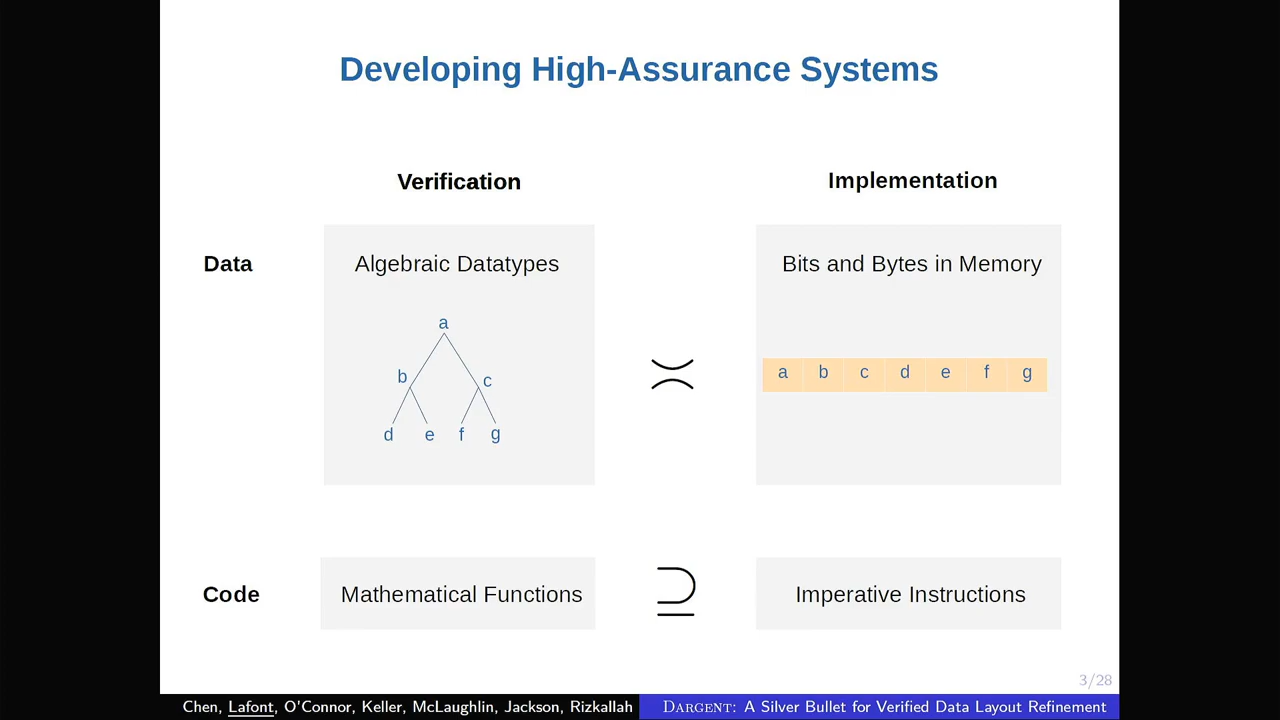 Developing High-Assurance Systems
Verification
Implementation
Data
Algebraic Datatypes
Bits and Bytes in Memory
a
b
c
d e f g
≍
a b c d e f g
Code
Mathematical Functions
⊇
Imperative Instructions
3/28
Chen, Lafont, O'Connor, Keller, McLaughlin, Jackson, Rizkallah
DARGENT: A Silver Bullet for Verified Data Layout Refinement